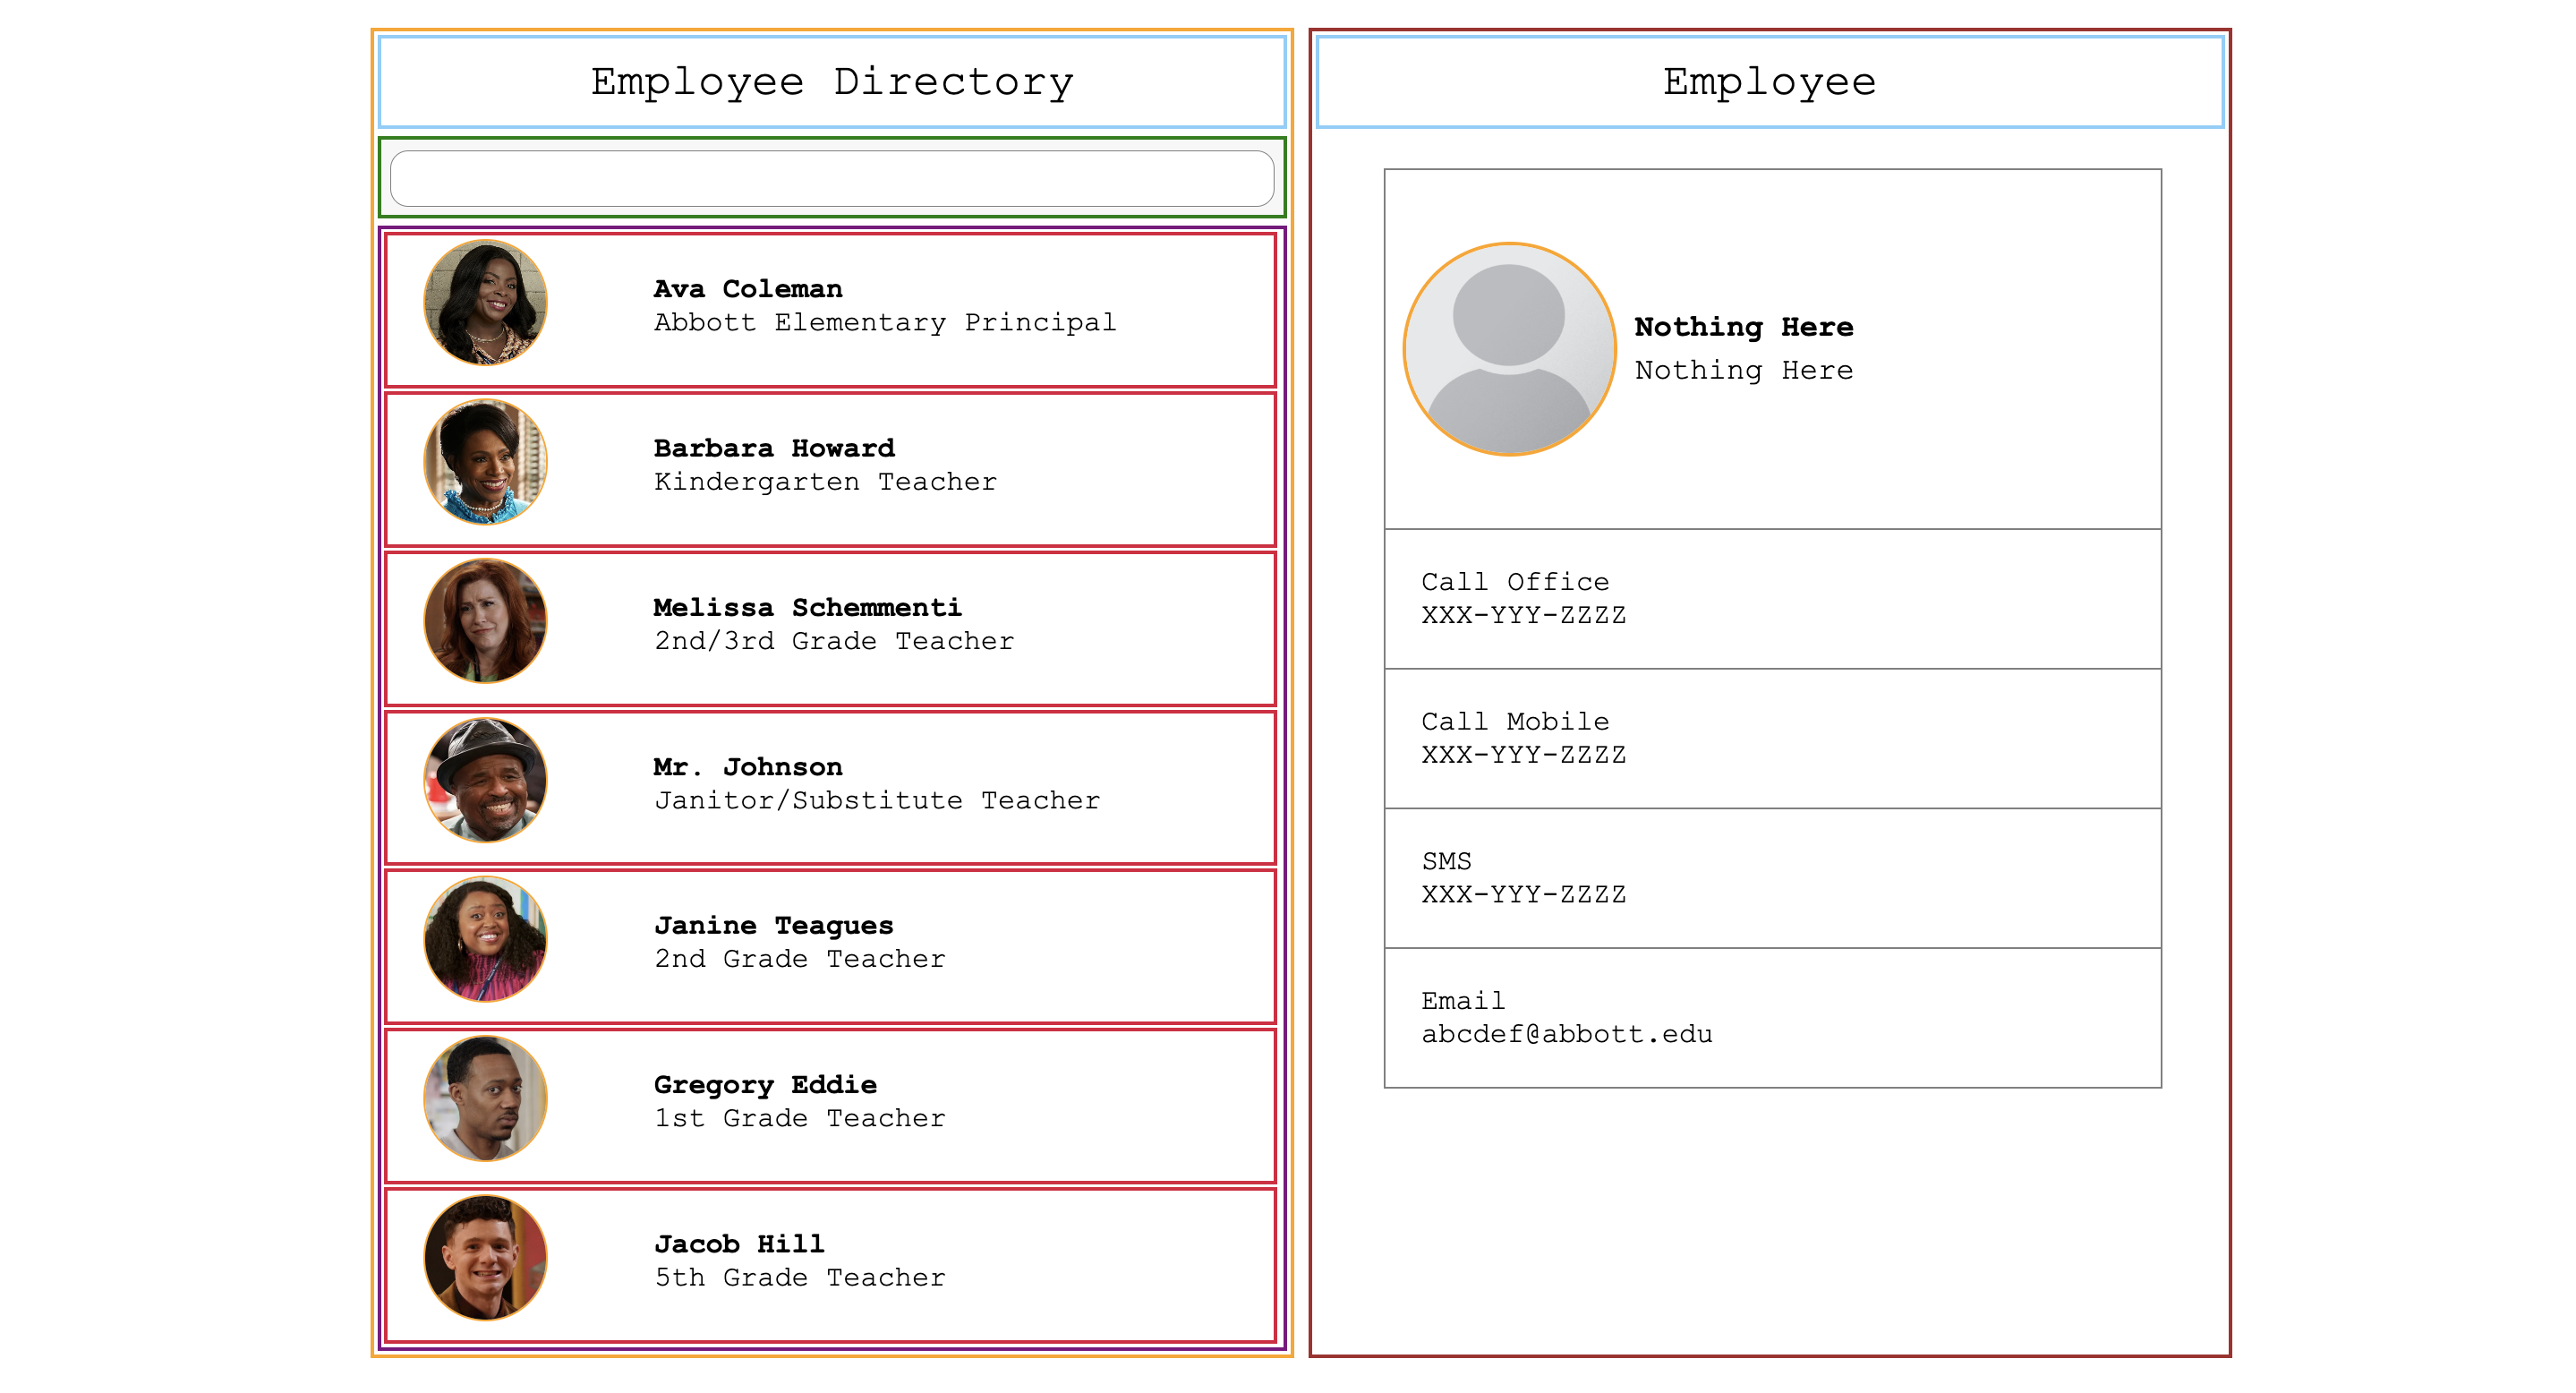 Employee Directory
Ava Coleman
Abbott Elementary Principal
Barbara Howard
Kindergarten Teacher
Melissa Schemmenti
2nd/3rd Grade Teacher
Mr. Johnson
Janitor/Substitute Teacher
Janine Teagues
2nd Grade Teacher
Gregory Eddie
1st Grade Teacher
Jacob Hill
5th Grade Teacher
Employee
Nothing Here
Nothing Here
Call Office
XXX-YYY-ZZZZ
Call Mobile
XXX-YYY-ZZZZ
SMS
XXX-YYY-ZZZZ
Email
abcdef@abbott.edu